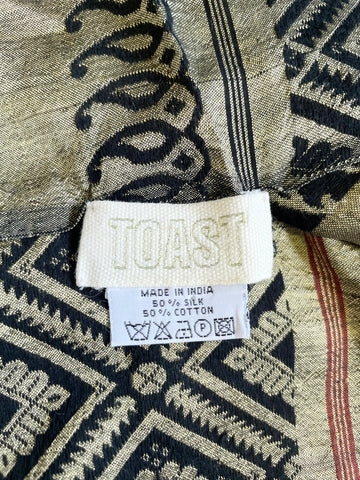 TOAST
MADE IN INDIA
50% SILK
50% COTTON
P